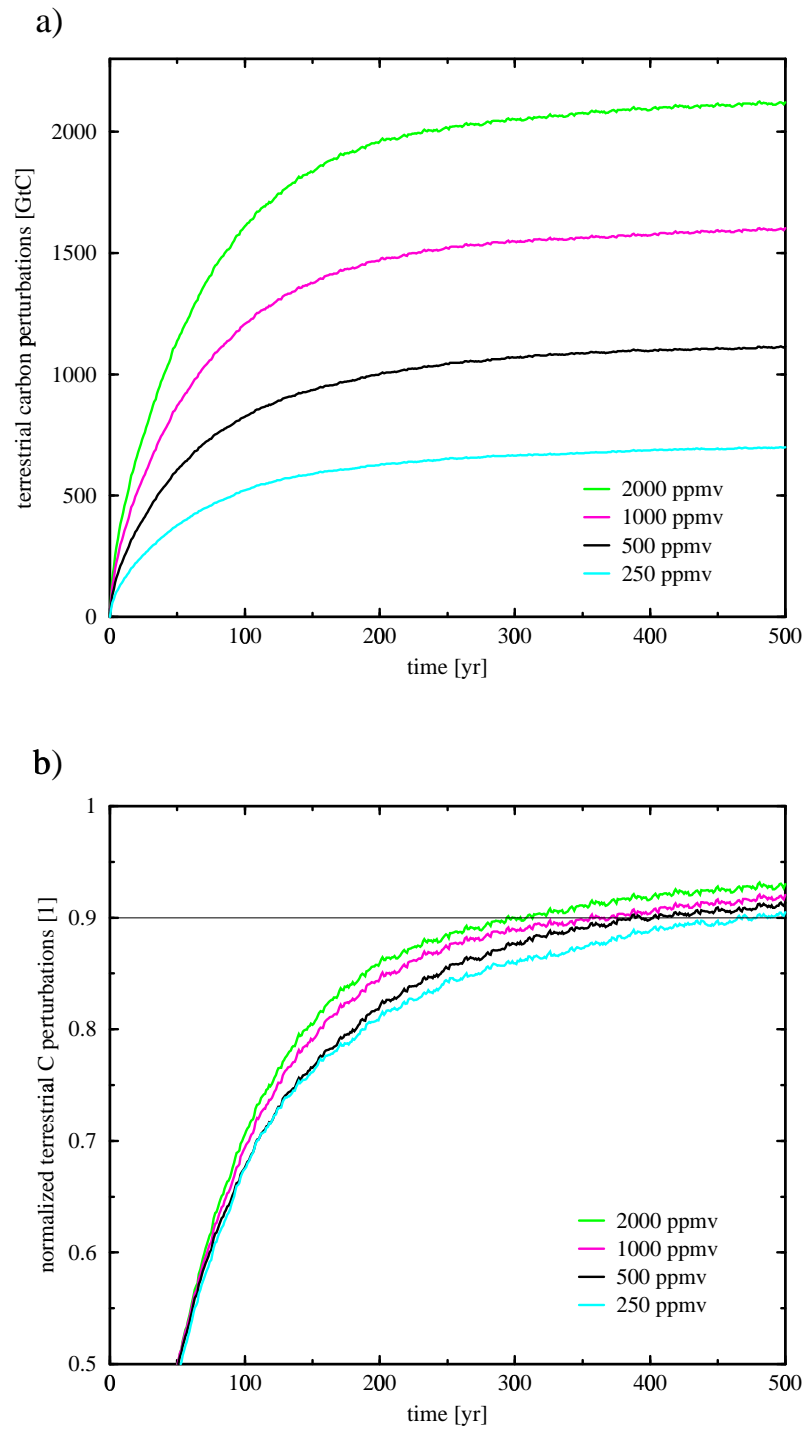 a)
terrestrial carbon perturbations [GtC]
2000
1500
1000
500
0
2000 ppmv
1000 ppmv
500 ppmv
250 ppmv
0 100 200 300 400 500
time [yr]
b)
normalized terrestrial C perturbations [1]
1
0.9
0.8
0.7
0.6
0.5
2000 ppmv
1000 ppmv
500 ppmv
250 ppmv
0 100 200 300 400 500
time [yr]